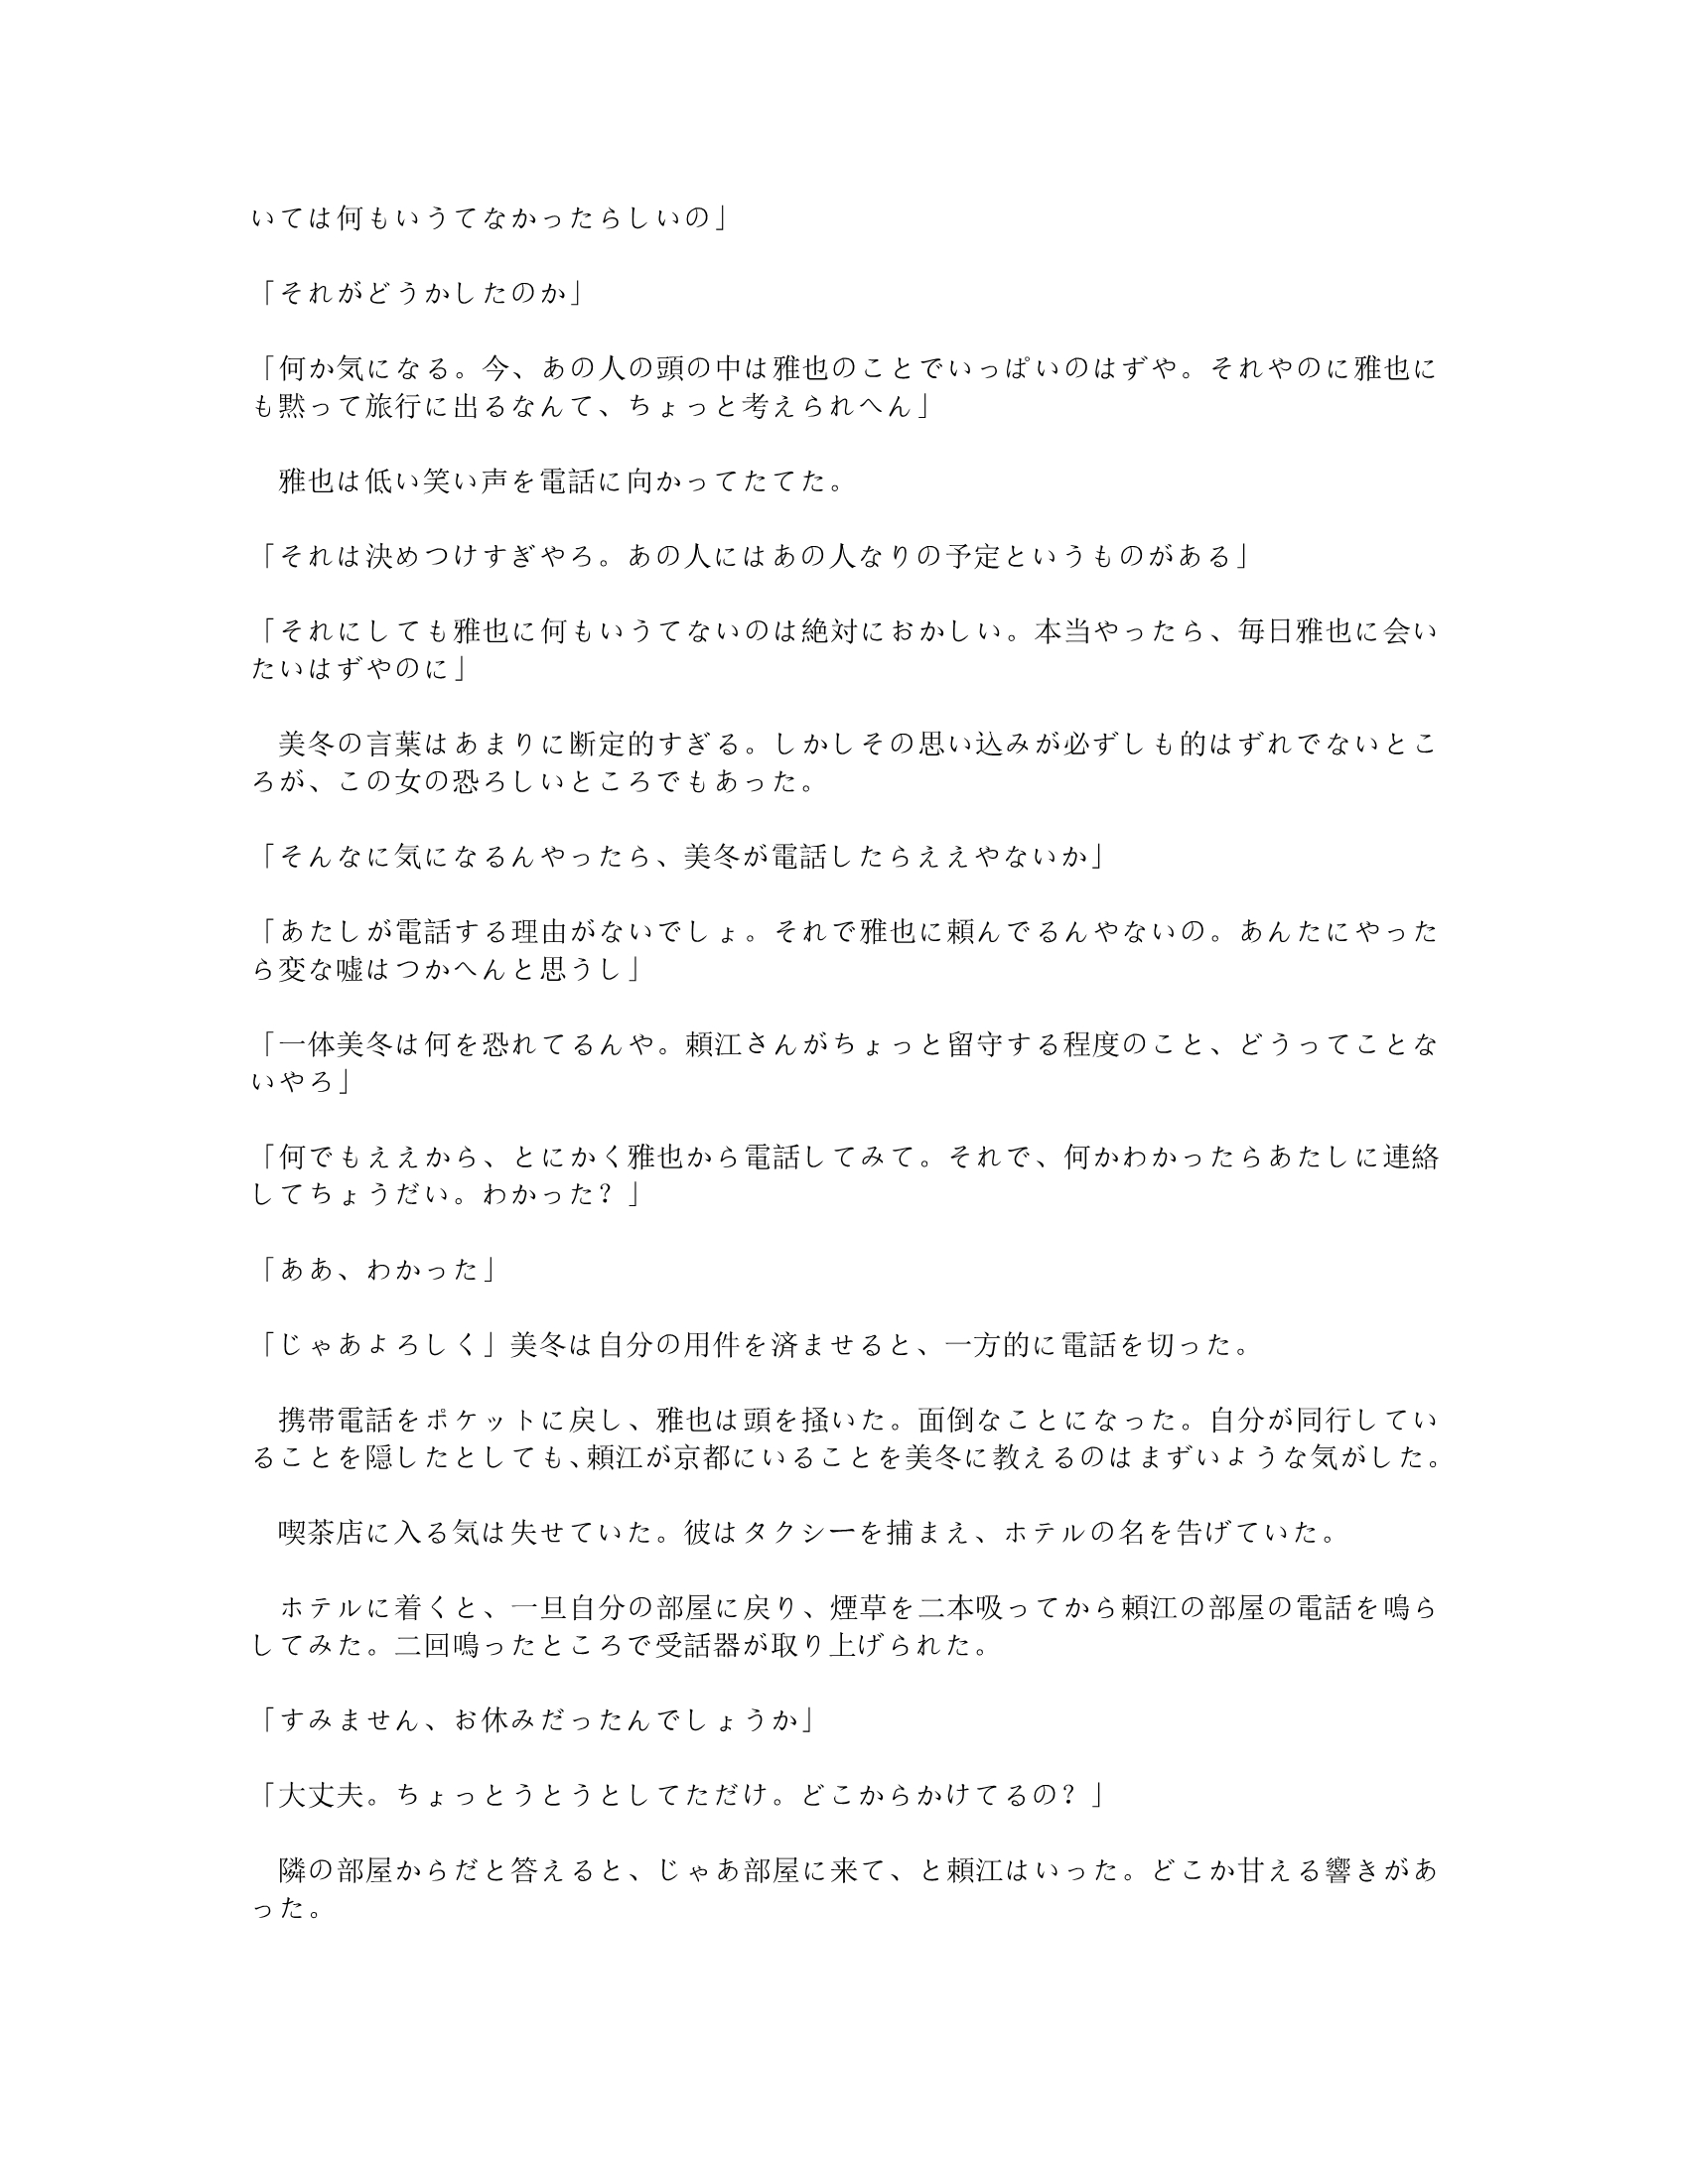 いては何もいうてなかったらしいの」
「それがどうかしたのか」
「何か気になる。今、あの人の頭の中は雅也のことでいっぱいのはずや。それやのに雅也に
も黙って旅行に出るなんて、ちょっと考えられへん」
　雅也は低い笑い声を電話に向かってたてた。
「それは決めつけすぎやろ。あの人にはあの人なりの予定というものがある」
「それにしても雅也に何もいうてないのは絶対におかしい。本当やったら、毎日雅也に会い
たいはずやのに」
　美冬の言葉はあまりに断定的すぎる。しかしその思い込みが必ずしも的はずれでないとこ
ろが、この女の恐ろしいところでもあった。
「そんなに気になるんやったら、美冬が電話したらええやないか」
「あたしが電話する理由がないでしょ。それで雅也に頼んでるんやないの。あんたにやった
ら変な嘘はつかへんと思うし」
「一体美冬は何を恐れてるんや。頼江さんがちょっと留守する程度のこと、どうってことな
いやろ」
「何でもええから、とにかく雅也から電話してみて。それで、何かわかったらあたしに連絡
してちょうだい。わかった？」
「ああ、わかった」
「じゃあよろしく」美冬は自分の用件を済ませると、一方的に電話を切った。
　携帯電話をポケットに戻し、雅也は頭を掻いた。面倒なことになった。自分が同行してい
ることを隠したとしても、頼江が京都にいることを美冬に教えるのはまずいような気がした。
　喫茶店に入る気は失せていた。彼はタクシーを捕まえ、ホテルの名を告げていた。
　ホテルに着くと、一旦自分の部屋に戻り、煙草を二本吸ってから頼江の部屋の電話を鳴ら
してみた。二回鳴ったところで受話器が取り上げられた。
「すみません、お休みだったんでしょうか」
「大丈夫。ちょっとうとうとしてただけ。どこからかけてるの？」
　隣の部屋からだと答えると、じゃあ部屋に来て、と頼江はいった。どこか甘える響きがあ
った。